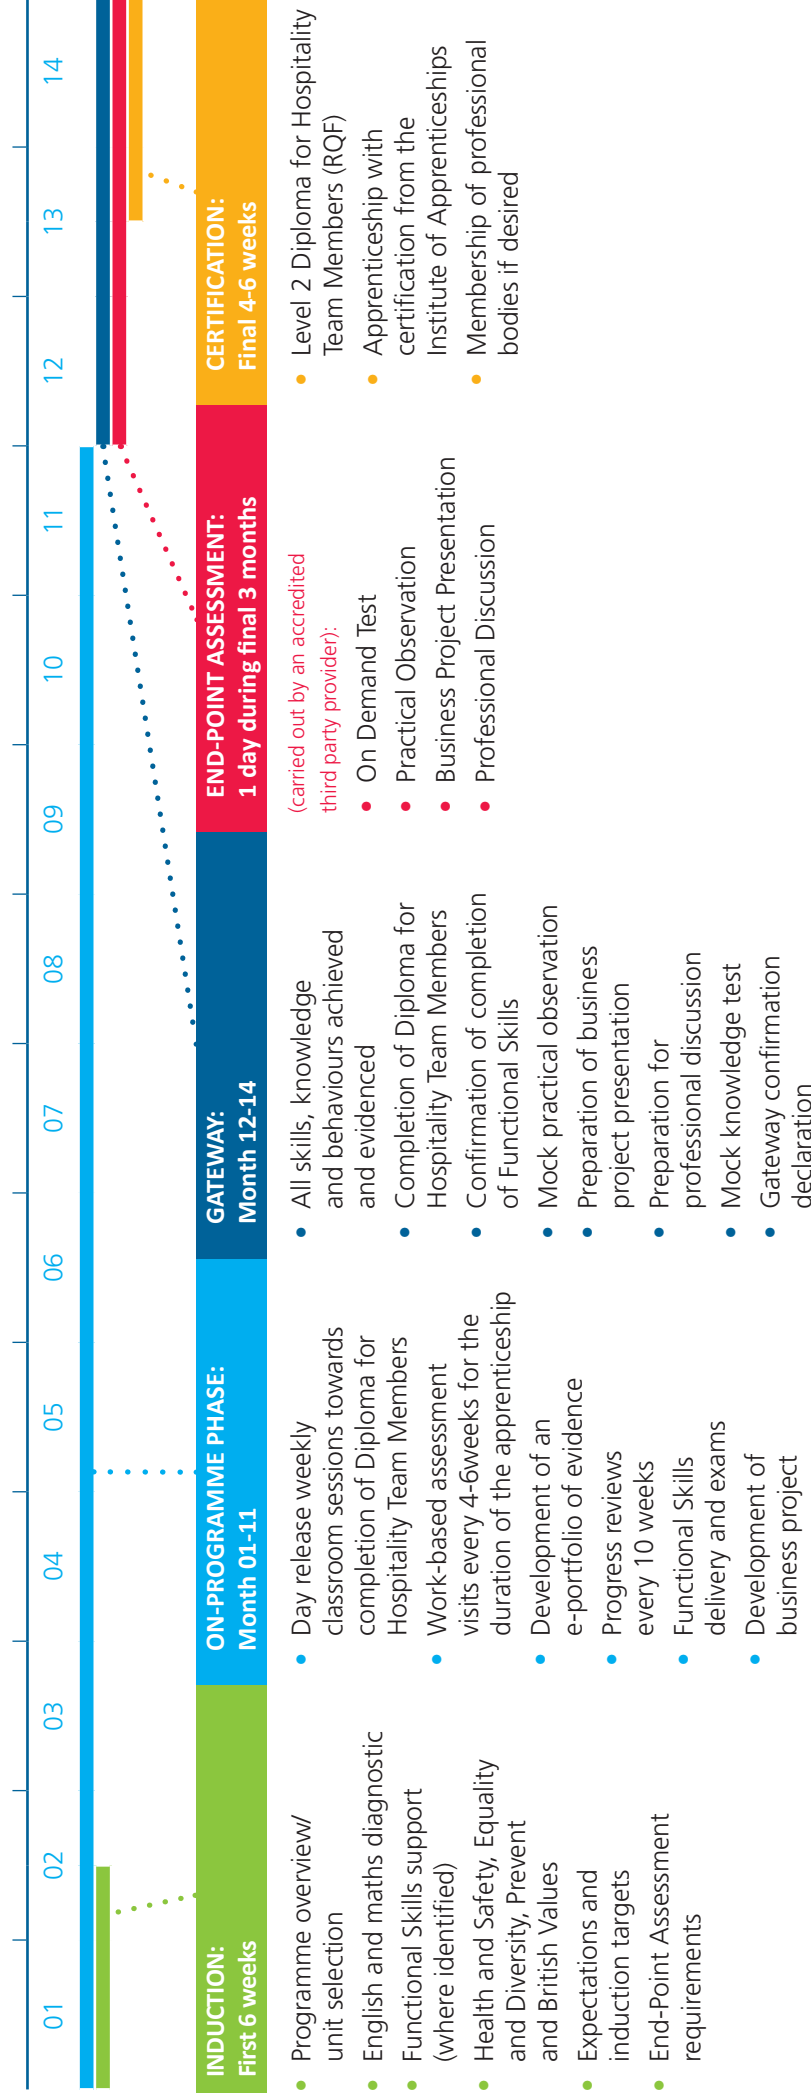 01 02 03 04 05 06 07 08 09 10 11 12 13 14
INDUCTION:
First 6 weeks
Programme overview/
unit selection
English and maths diagnostic
Functional Skills support
(where identified)
Health and Safety, Equality
and Diversity, Prevent
and British Values
Expectations and
induction targets
End-Point Assessment
requirements
ON-PROGRAMME PHASE:
Month 01-11
Day release weekly
classroom sessions towards
completion of Diploma for
Hospitality Team Members
Work-based assessment
visits every 4-6weeks for the
duration of the apprenticeship
Development of an
e-portfolio of evidence
Progress reviews
every 10 weeks
Functional Skills
delivery and exams
Development of
business project
GATEWAY:
Month 12-14
All skills, knowledge
and behaviours achieved
and evidenced
Completion of Diploma for
Hospitality Team Members
Confirmation of completion
of Functional Skills
Mock practical observation
Preparation of business
project presentation
Preparation for
professional discussion
Mock knowledge test
Gateway confirmation
declaration
END-POINT ASSESSMENT:
1 day during final 3 months
(carried out by an accredited
third party provider):
On Demand Test
Practical Observation
Business Project Presentation
Professional Discussion
CERTIFICATION:
Final 4-6 weeks
Level 2 Diploma for Hospitality
Team Members (RQF)
Apprenticeship with
certification from the
Institute of Apprenticeships
Membership of professional
bodies if desired